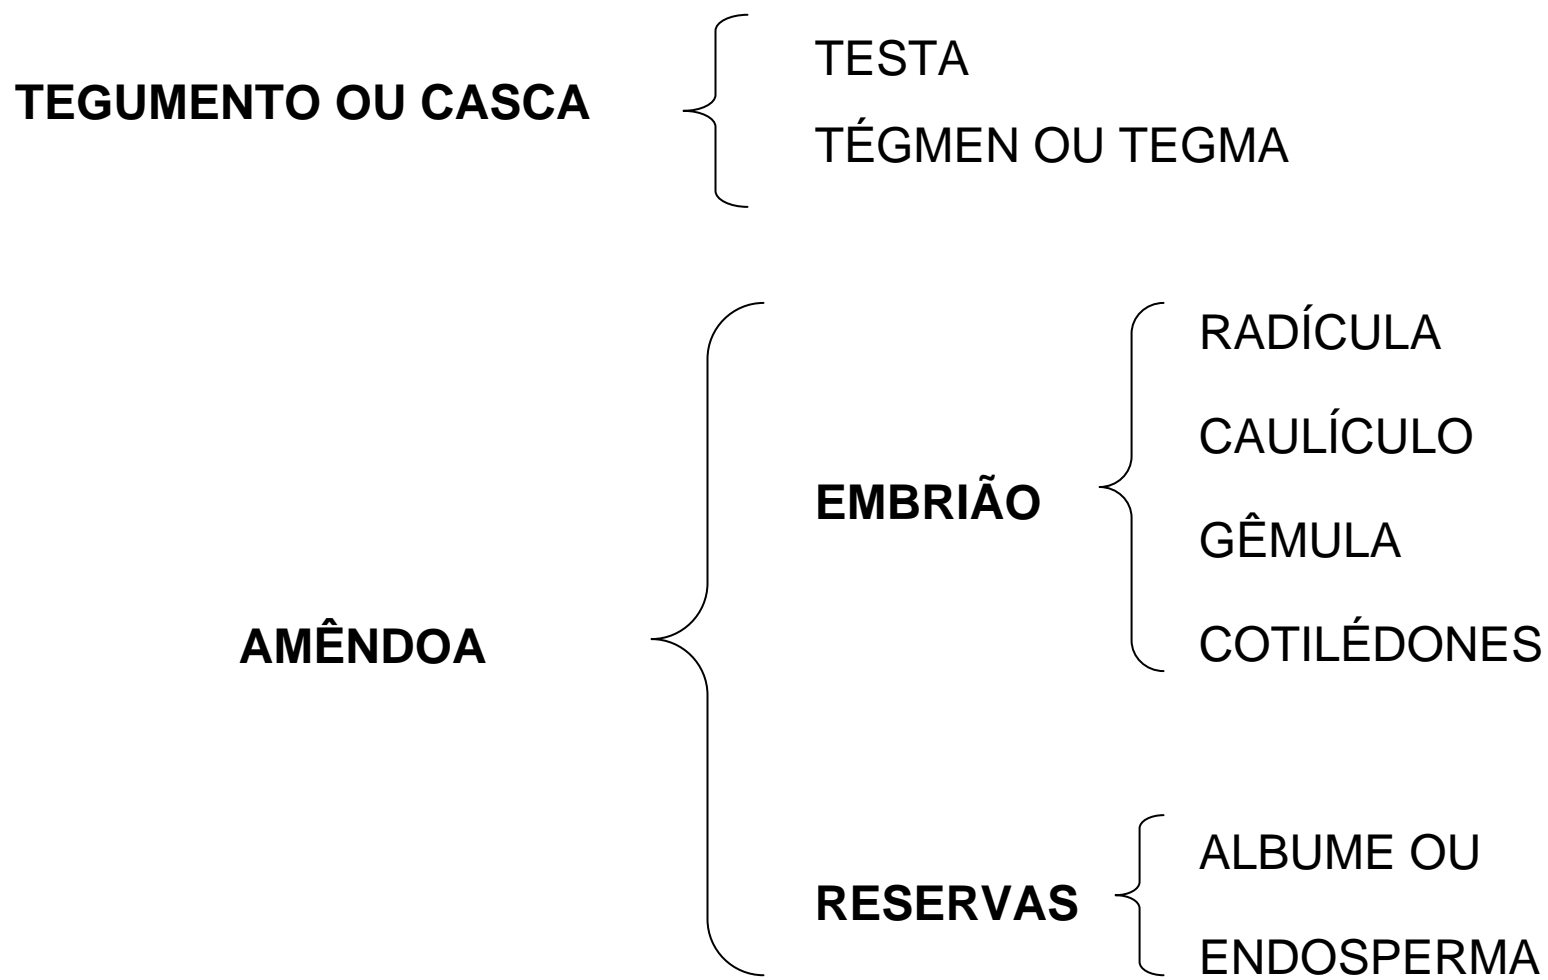 TEGUMENTO OU CASCA
TESTA
TÉGMEN OU TEGMA
AMÊNDOA
EMBRIÃO
RADÍCULA
CAULÍCULO
GÊMULA
COTILÉDONES
RESERVAS
ALBUME OU
ENDOSPERMA